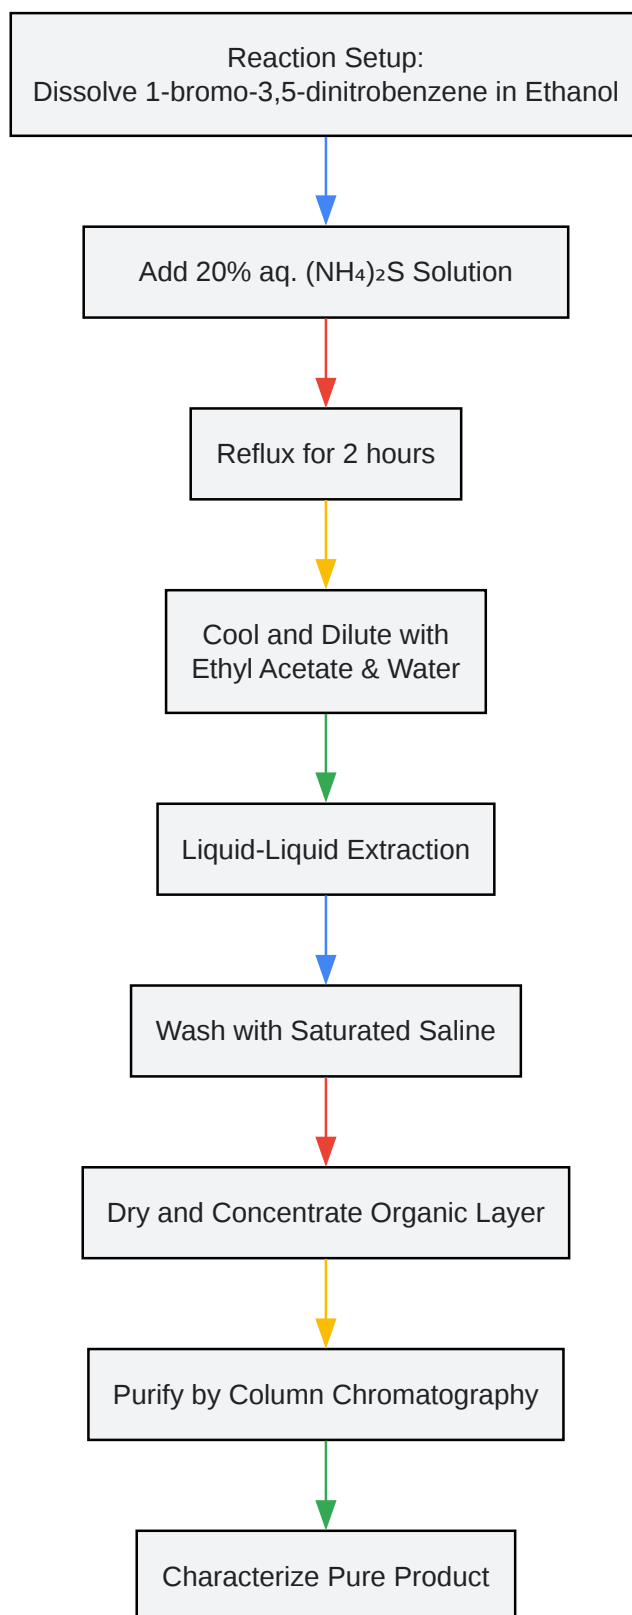 Reaction Setup:
Dissolve 1-bromo-3,5-dinitrobenzene in Ethanol
Add 20% aq. (NH₄)₂S Solution
Reflux for 2 hours
Cool and Dilute with
Ethyl Acetate & Water
Liquid-Liquid Extraction
Wash with Saturated Saline
Dry and Concentrate Organic Layer
Purify by Column Chromatography
Characterize Pure Product